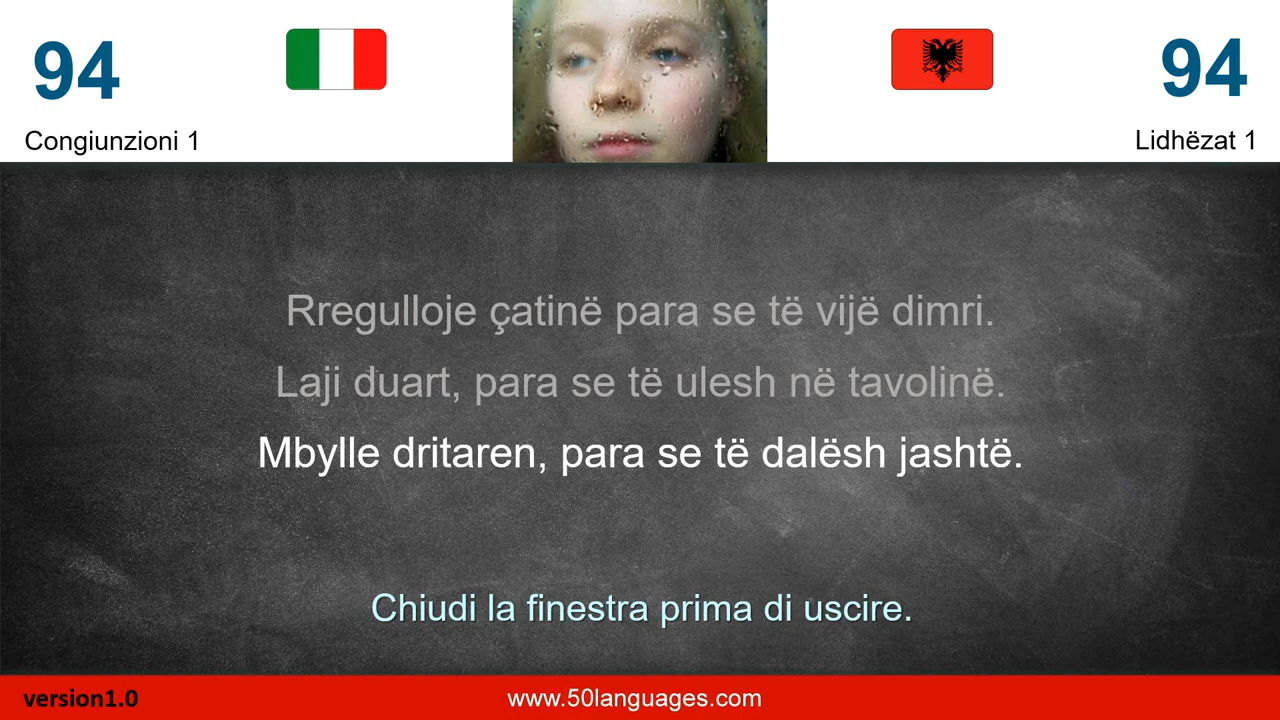 94
94
Congiunzioni 1
Lidhëzat 1
Rregulloje çatinë para se të vijë dimri.
Laji duart, para se të ulesh në tavolinë.
Mbylle dritaren, para se të dalësh jashtë.
Chiudi la finestra prima di uscire.
version1.0
www.50languages.com